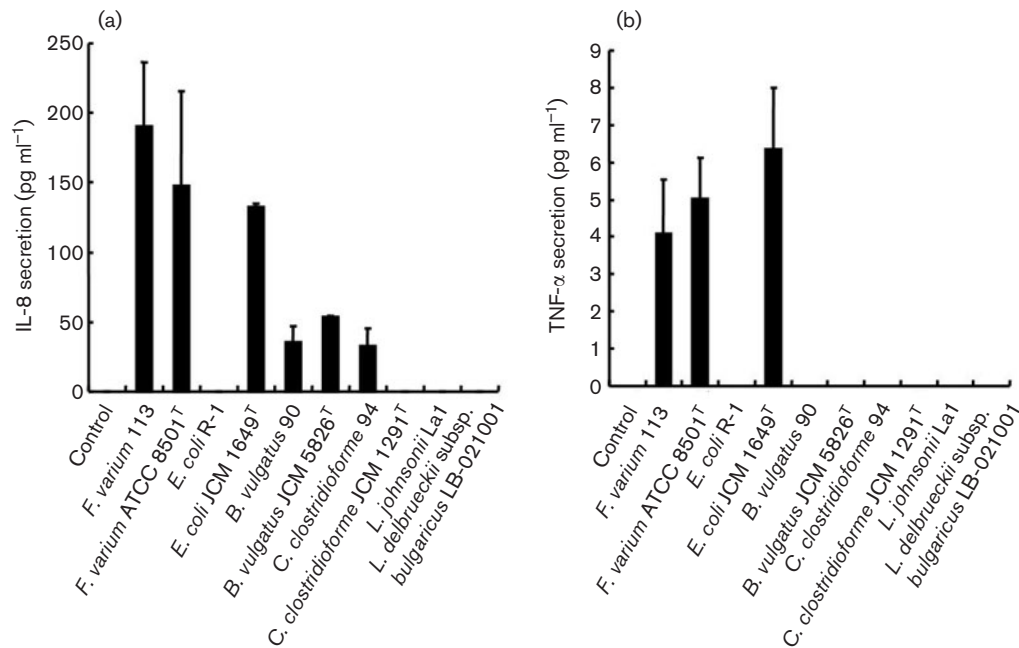 (a)
IL-8 secretion (pg ml⁻¹)
250
200
150
100
50
0
Control
F. varium 113
F. varium ATCC 8501ᵀ
E. coli R-1
E. coli JCM 1649ᵀ
B. vulgatus 90
B. vulgatus JCM 5826ᵀ
C. clostridioforme 94
C. clostridioforme JCM 1291ᵀ
L. johnsonii La1
L. delbrueckii subsp.
bulgaricus LB-021001
(b)
TNF-α secretion (pg ml⁻¹)
9
8
7
6
5
4
3
2
1
0
Control
F. varium 113
F. varium ATCC 8501ᵀ
E. coli R-1
E. coli JCM 1649ᵀ
B. vulgatus 90
B. vulgatus JCM 5826ᵀ
C. clostridioforme 94
C. clostridioforme JCM 1291ᵀ
L. johnsonii La1
L. delbrueckii subsp.
bulgaricus LB-021001